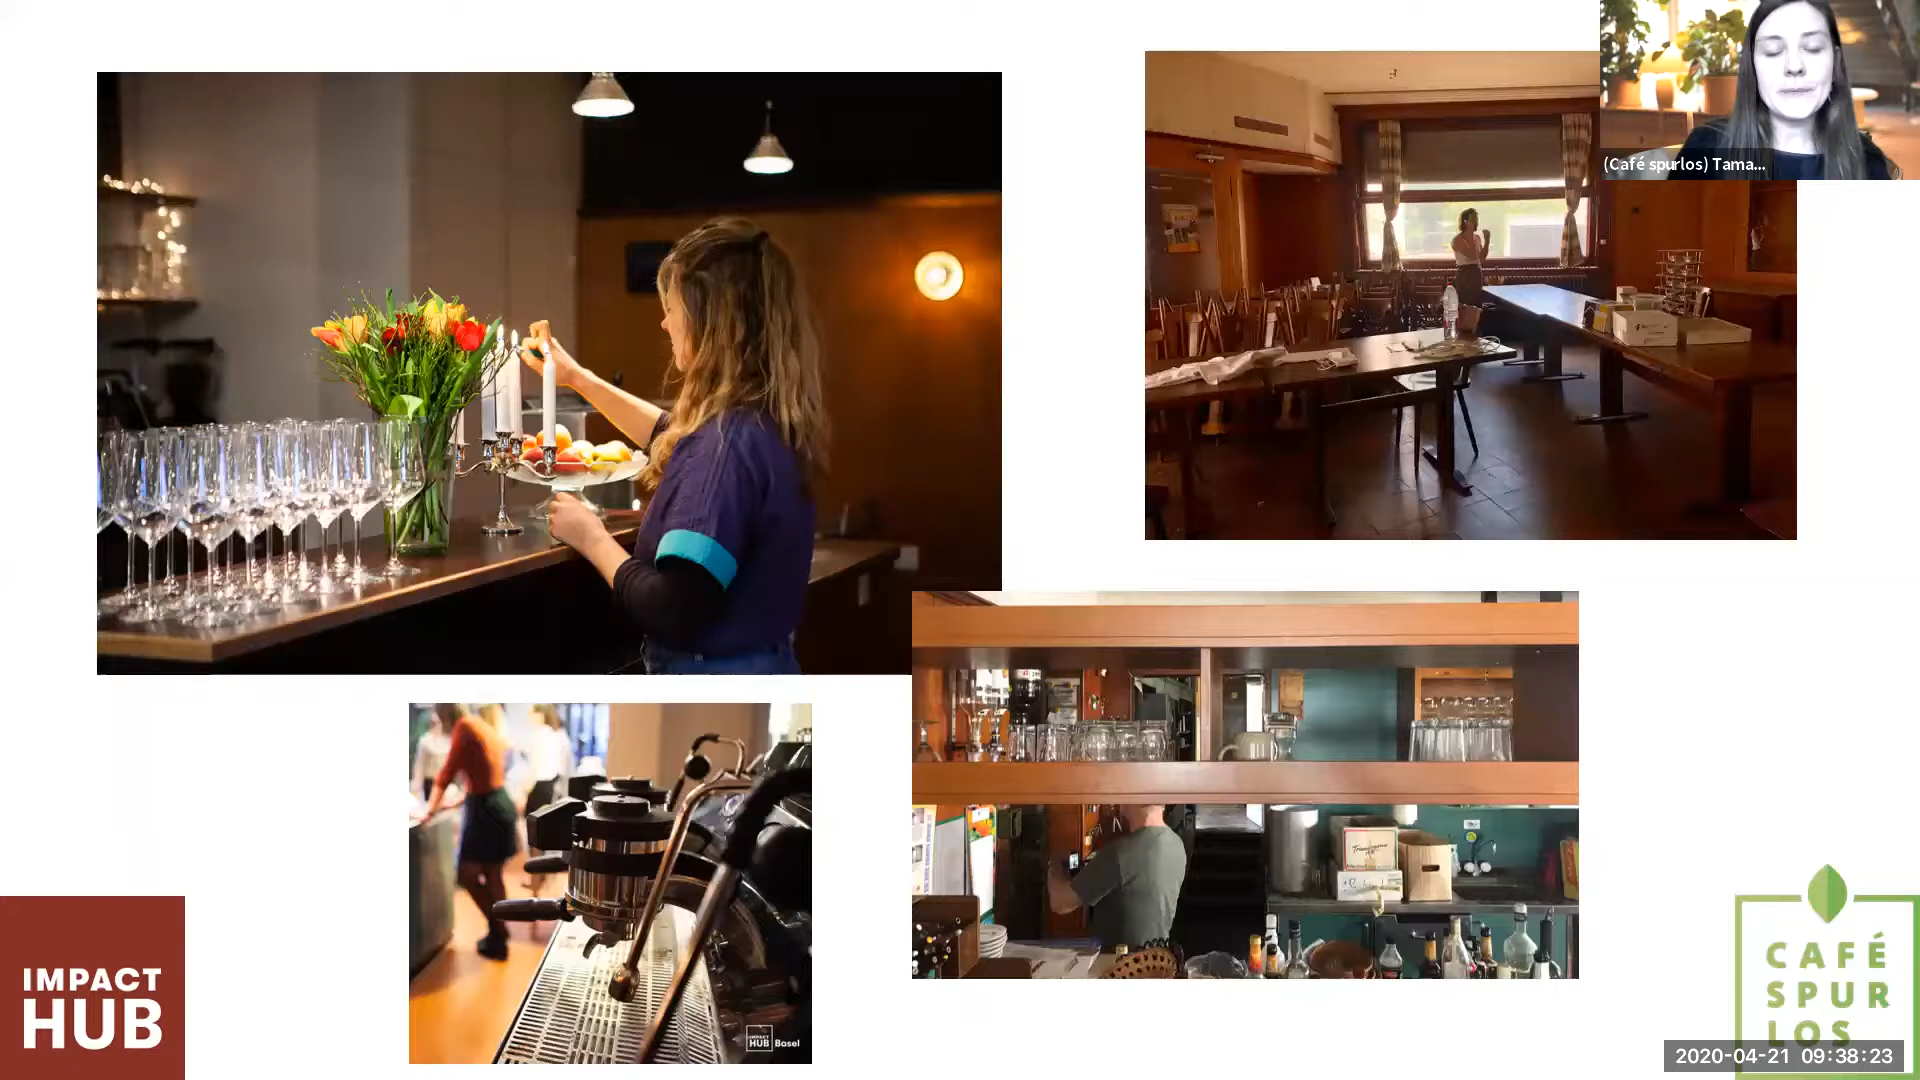 (Café spurlos) Tama...
IMPACT
HUB
IMPACT
HUB Basel
CAFÉ
SPUR
LOS
2020-04-21 09:38:23